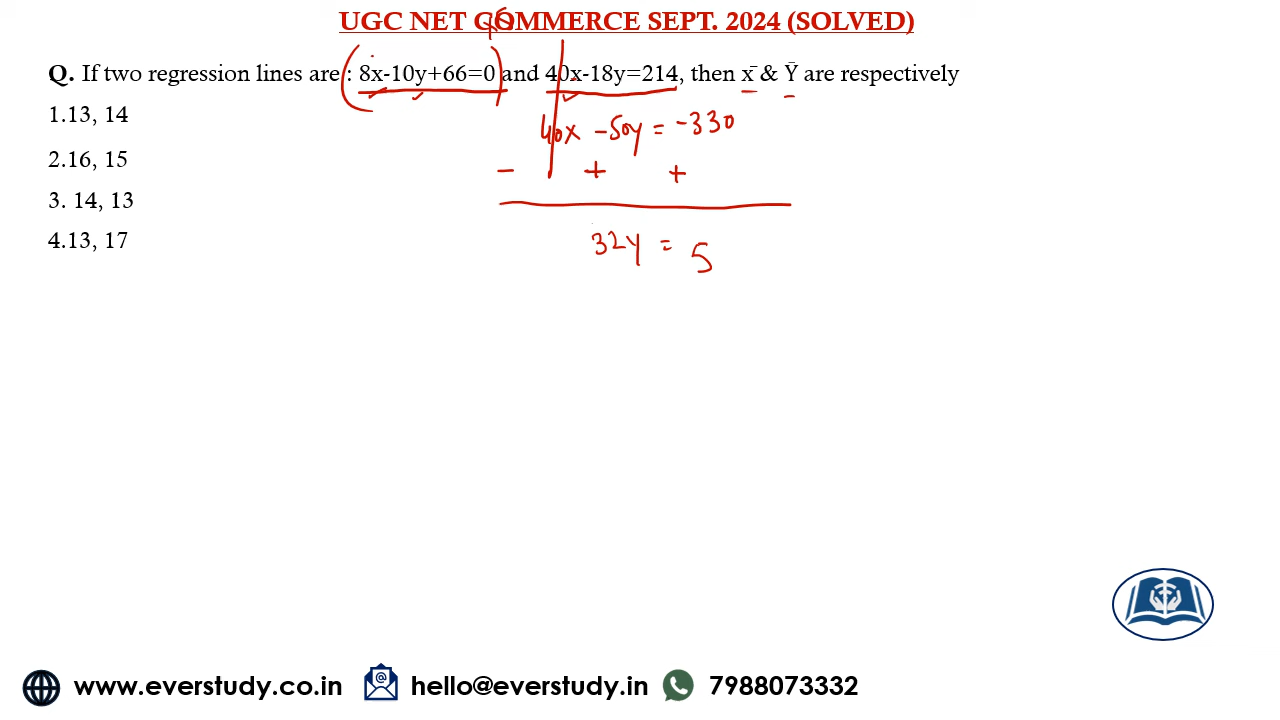 UGC NET COMMERCE SEPT. 2024 (SOLVED)
Q. If two regression lines are : 8x-10y+66=0 and 40x-18y=214, then x̄ & Ȳ are respectively
1.13, 14
40x -50y = -330
2.16, 15
- + +
3. 14, 13
4.13, 17
32y = 5
www.everstudy.co.in hello@everstudy.in 7988073332